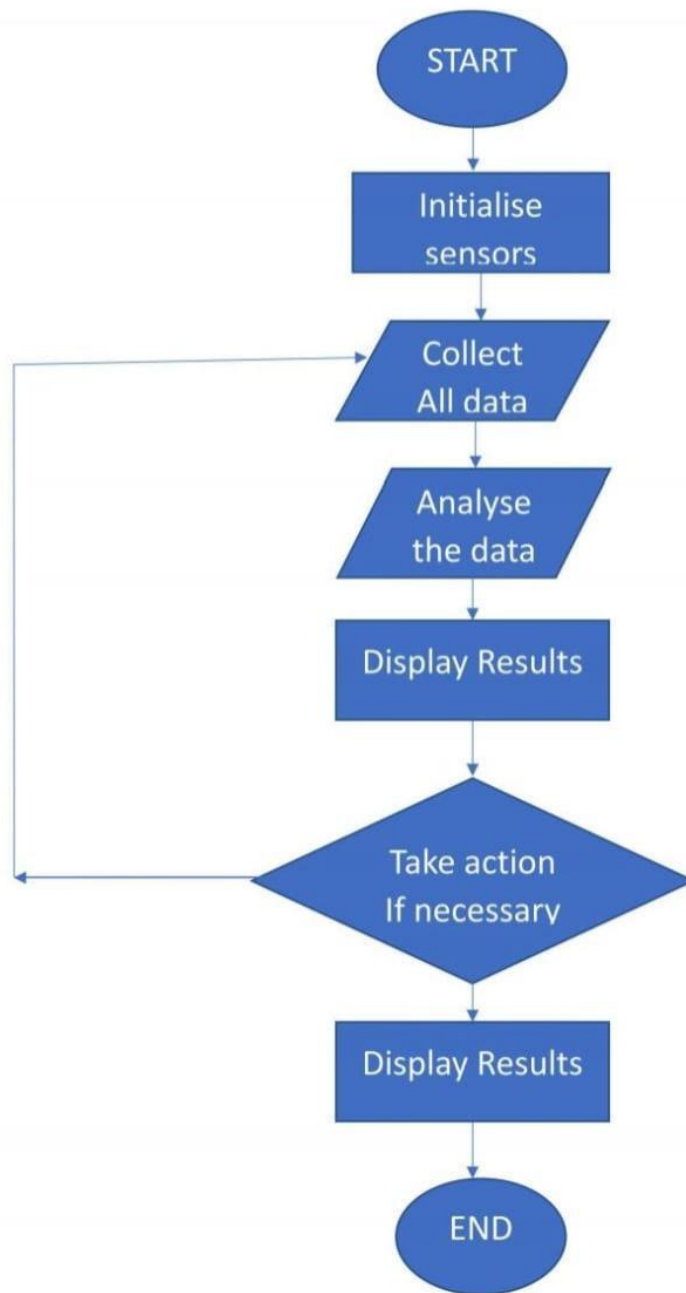 START
Initialise
sensors
Collect
All data
Analyse
the data
Display Results
Take action
If necessary
Display Results
END